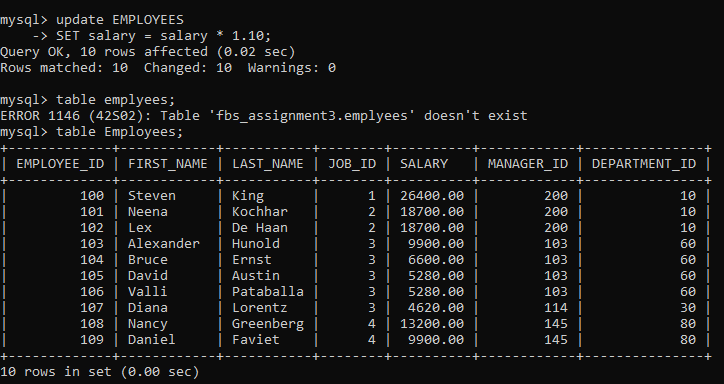 mysql> update EMPLOYEES
    -> SET salary = salary * 1.10;
Query OK, 10 rows affected (0.02 sec)
Rows matched: 10  Changed: 10  Warnings: 0

mysql> table emplyees;
ERROR 1146 (42S02): Table 'fbs_assignment3.emplyees' doesn't exist
mysql> table Employees;
+-------------+------------+-----------+--------+----------+------------+---------------+
| EMPLOYEE_ID | FIRST_NAME | LAST_NAME | JOB_ID | SALARY   | MANAGER_ID | DEPARTMENT_ID |
+-------------+------------+-----------+--------+----------+------------+---------------+
|         100 | Steven     | King      |      1 | 26400.00 |        200 |            10 |
|         101 | Neena      | Kochhar   |      2 | 18700.00 |        200 |            10 |
|         102 | Lex        | De Haan   |      2 | 18700.00 |        200 |            10 |
|         103 | Alexander  | Hunold    |      3 |  9900.00 |        103 |            60 |
|         104 | Bruce      | Ernst     |      3 |  6600.00 |        103 |            60 |
|         105 | David      | Austin    |      3 |  5280.00 |        103 |            60 |
|         106 | Valli      | Pataballa |      3 |  5280.00 |        103 |            60 |
|         107 | Diana      | Lorentz   |      3 |  4620.00 |        114 |            30 |
|         108 | Nancy      | Greenberg |      4 | 13200.00 |        145 |            80 |
|         109 | Daniel     | Faviet    |      4 |  9900.00 |        145 |            80 |
+-------------+------------+-----------+--------+----------+------------+---------------+
10 rows in set (0.00 sec)